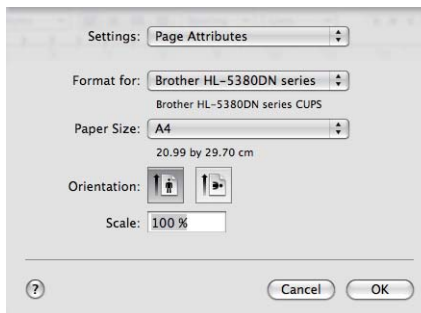 Settings: Page Attributes
Format for: Brother HL-5380DN series
Brother HL-5380DN series CUPS
Paper Size: A4
20.99 by 29.70 cm
Orientation:
Scale: 100 %
? Cancel OK